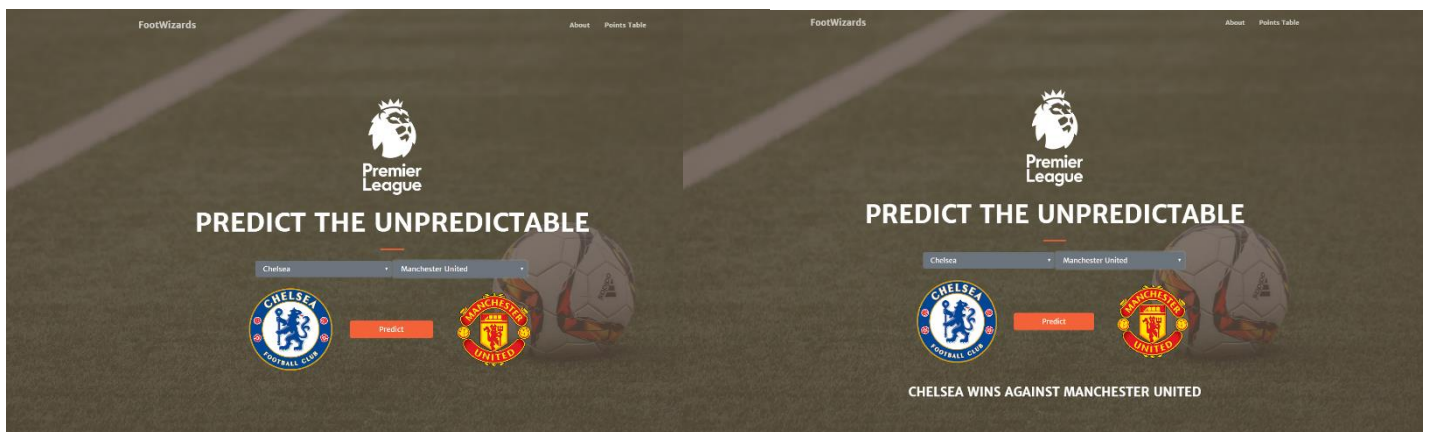 FootWizards
About Points Table
Premier
League
PREDICT THE UNPREDICTABLE
Chelsea Manchester United
CHELSEA
FOOTBALL CLUB
Predict
MANCHESTER
UNITED
FootWizards
About Points Table
Premier
League
PREDICT THE UNPREDICTABLE
Chelsea Manchester United
CHELSEA
FOOTBALL CLUB
Predict
MANCHESTER
UNITED
CHELSEA WINS AGAINST MANCHESTER UNITED